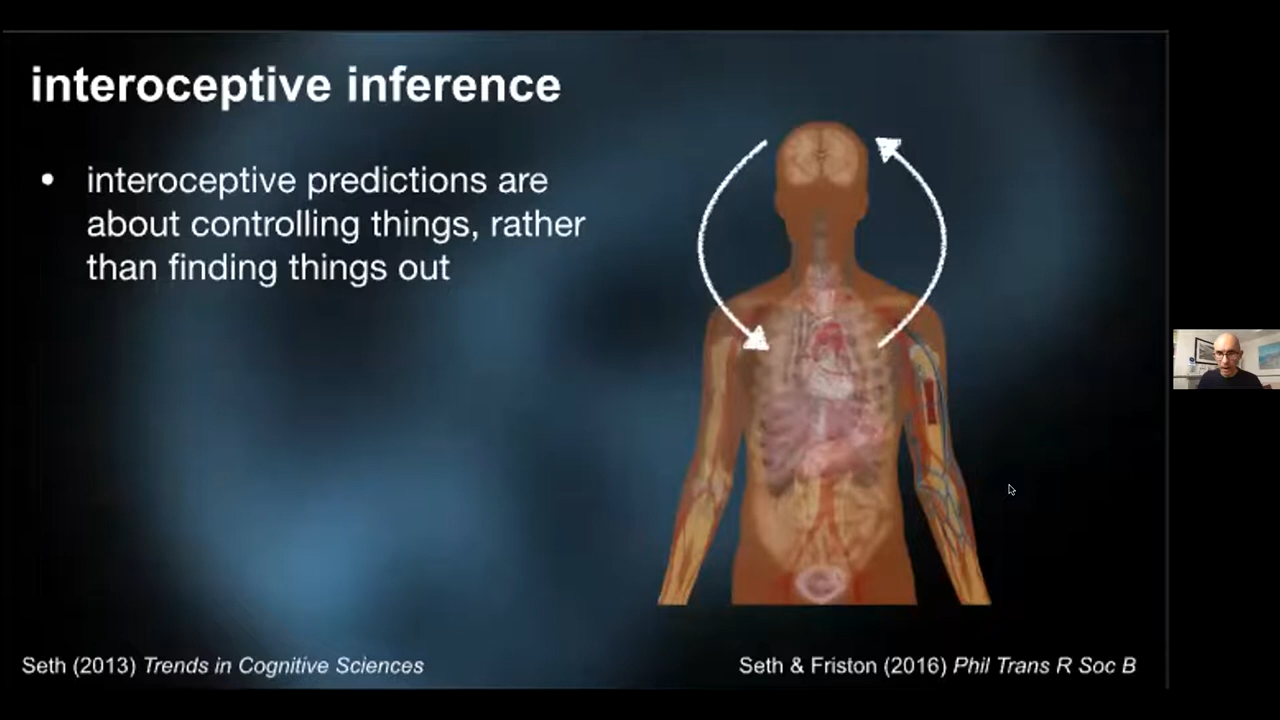 interoceptive inference
• interoceptive predictions are
about controlling things, rather
than finding things out
Seth (2013) Trends in Cognitive Sciences
Seth & Friston (2016) Phil Trans R Soc B